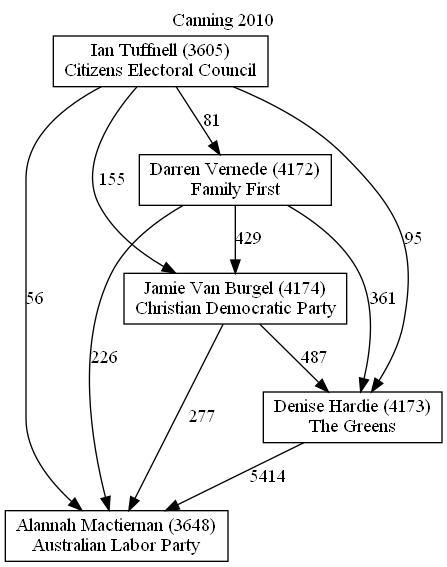 Canning 2010
Ian Tuffnell (3605)
Citizens Electoral Council
81
Darren Vernede (4172)
Family First
155
429
95
56
Jamie Van Burgel (4174)
Christian Democratic Party
361
226
487
277
Denise Hardie (4173)
The Greens
5414
Alannah Mactiernan (3648)
Australian Labor Party